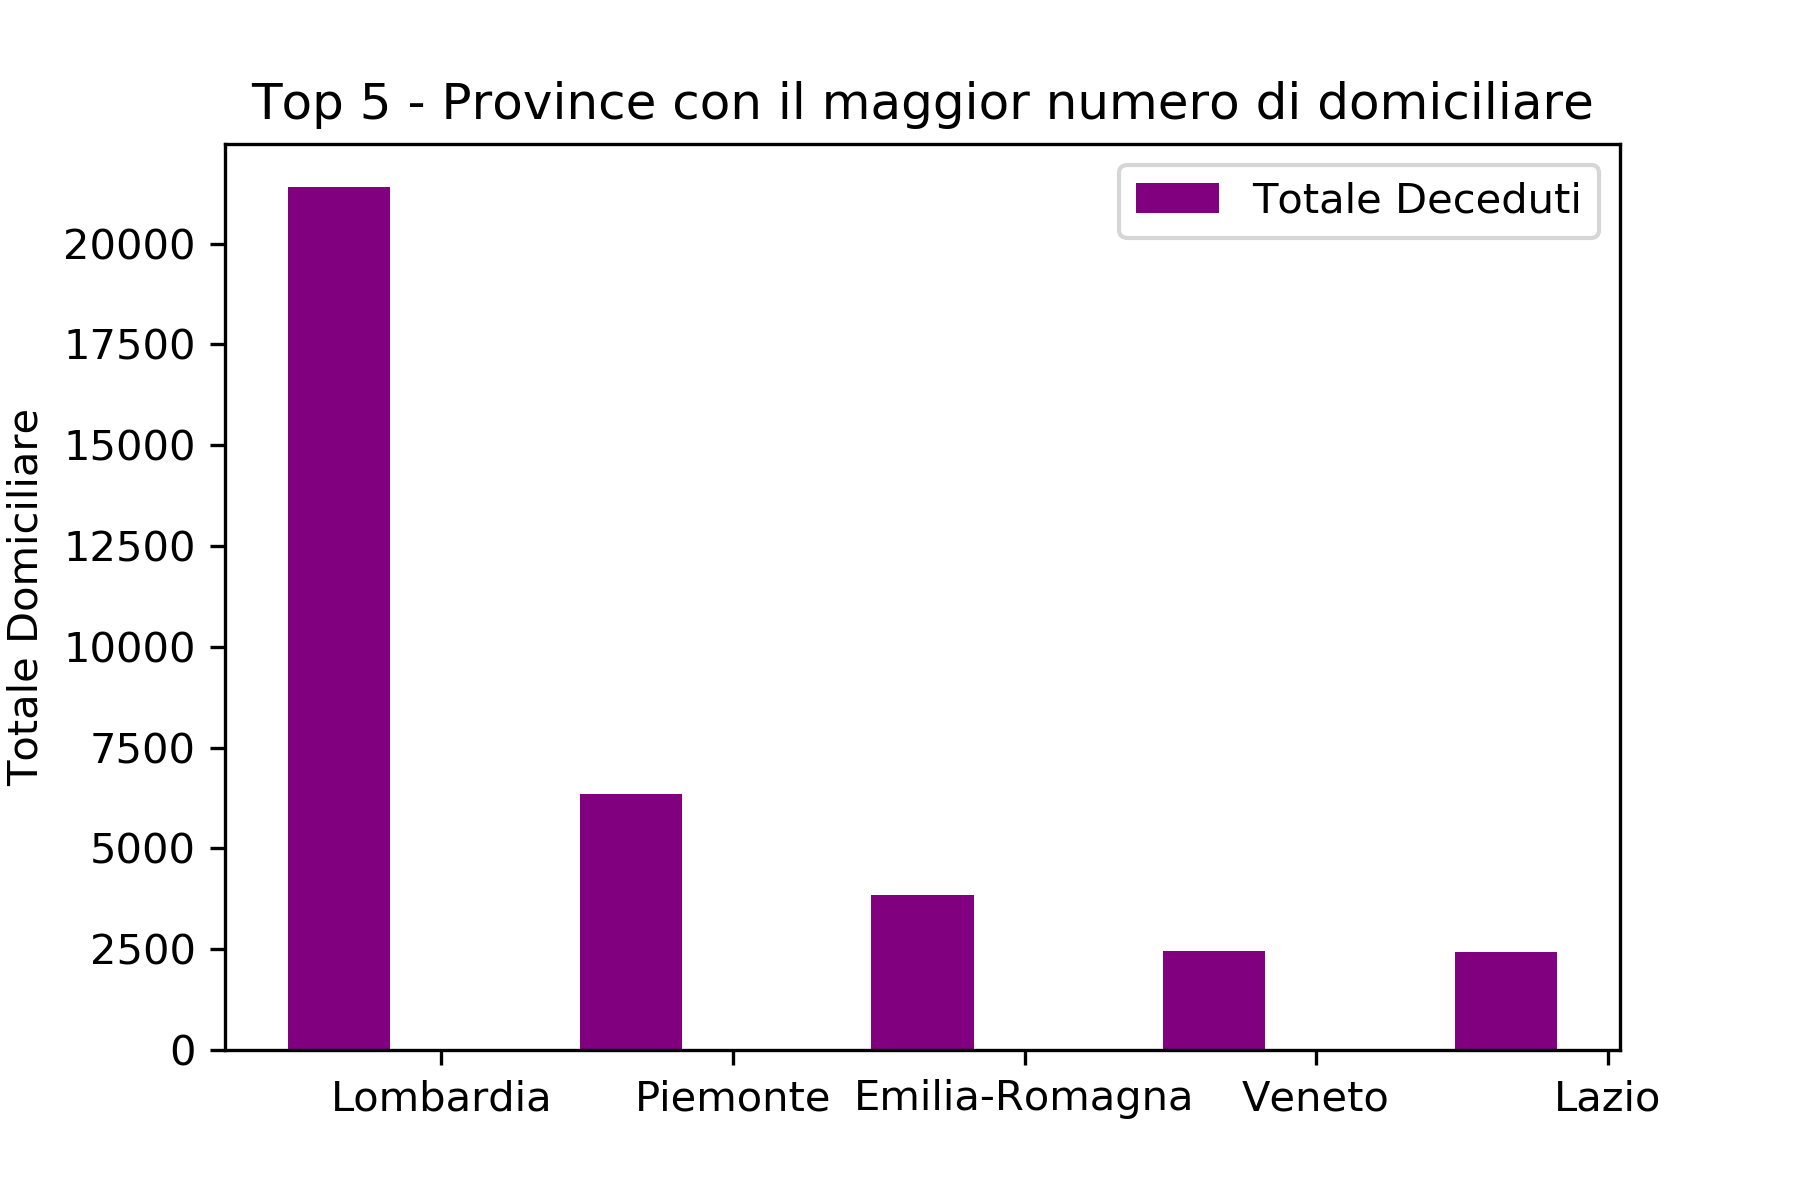 Top 5 - Province con il maggior numero di domiciliare
Totale Deceduti
Totale Domiciliare
20000
17500
15000
12500
10000
7500
5000
2500
0
Lombardia
Piemonte
Emilia-Romagna
Veneto
Lazio